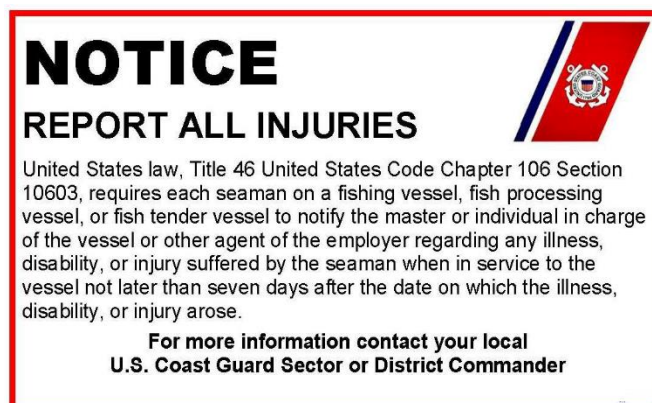 NOTICE
REPORT ALL INJURIES
United States law, Title 46 United States Code Chapter 106 Section
10603, requires each seaman on a fishing vessel, fish processing
vessel, or fish tender vessel to notify the master or individual in charge
of the vessel or other agent of the employer regarding any illness,
disability, or injury suffered by the seaman when in service to the
vessel not later than seven days after the date on which the illness,
disability, or injury arose.
For more information contact your local
U.S. Coast Guard Sector or District Commander